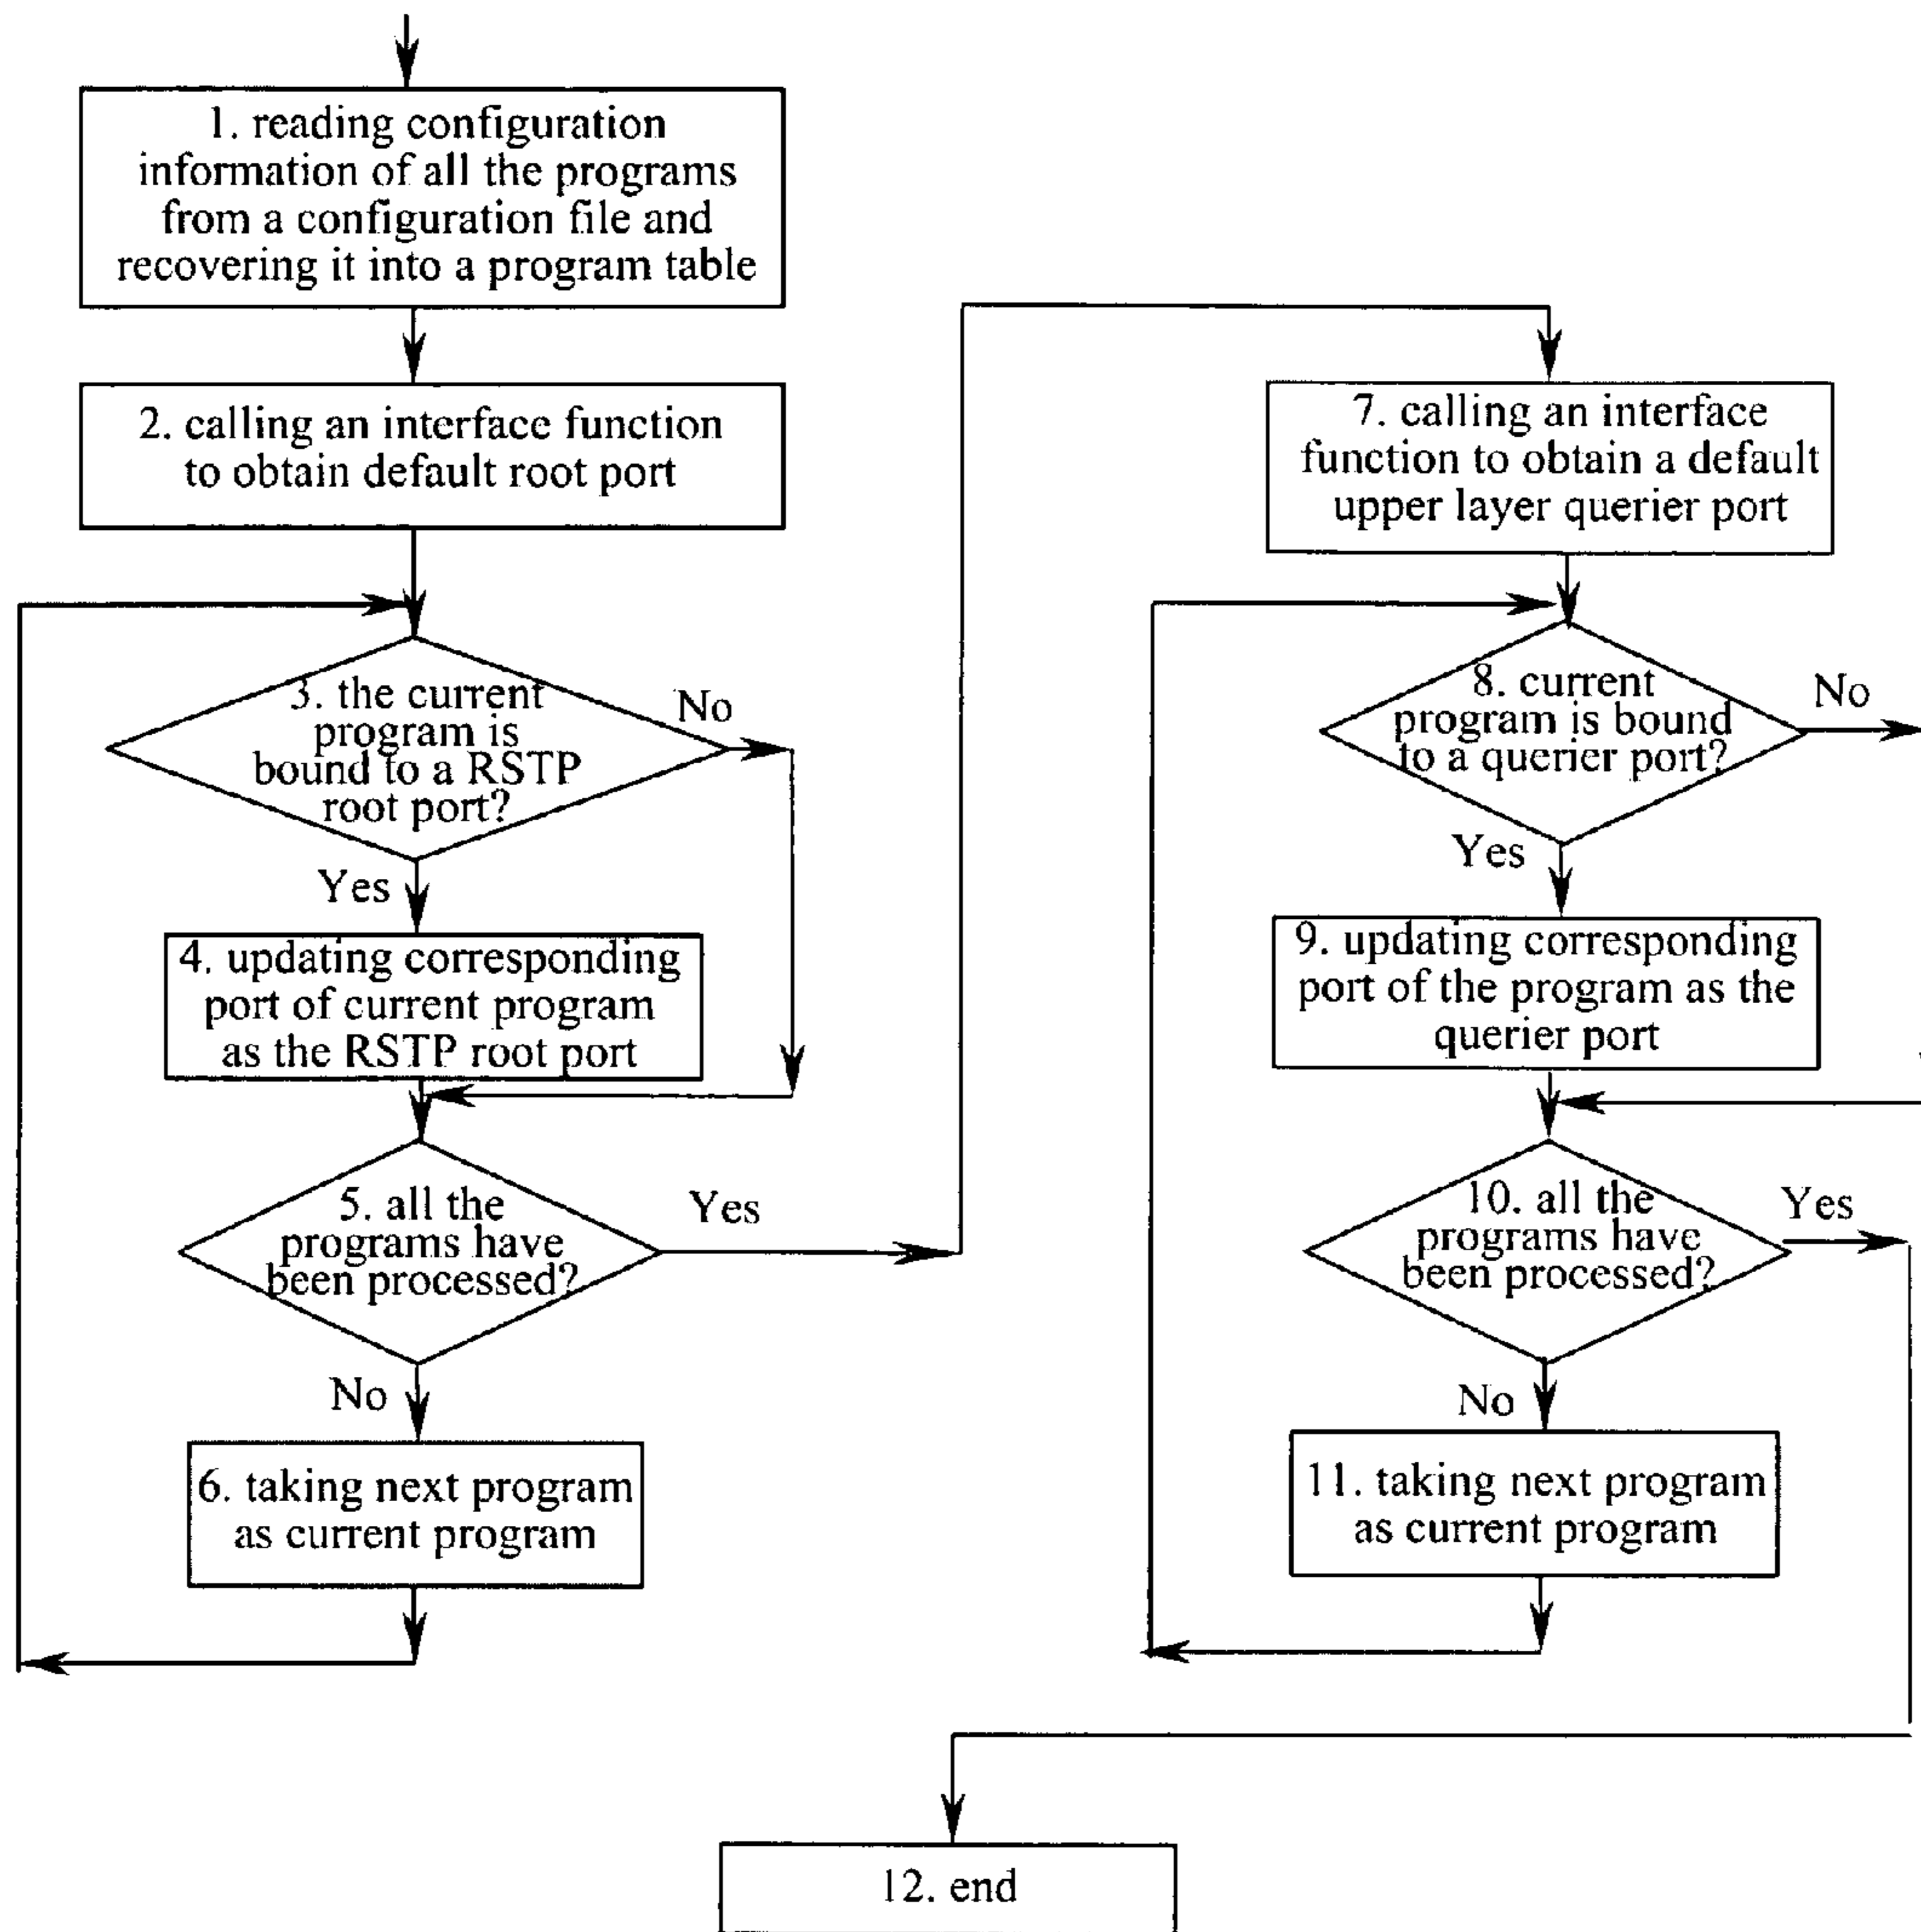 1. reading configuration
information of all the programs
from a configuration file and
recovering it into a program table
2. calling an interface function
to obtain default root port
3. the current
program is
bound to a RSTP
root port?
No
Yes
4. updating corresponding
port of current program
as the RSTP root port
5. all the
programs have
been processed?
Yes
No
6. taking next program
as current program
7. calling an interface
function to obtain a default
upper layer querier port
8. current
program is bound
to a querier port?
No
Yes
9. updating corresponding
port of the program as the
querier port
10. all the
programs have
been processed?
Yes
No
11. taking next program
as current program
12. end